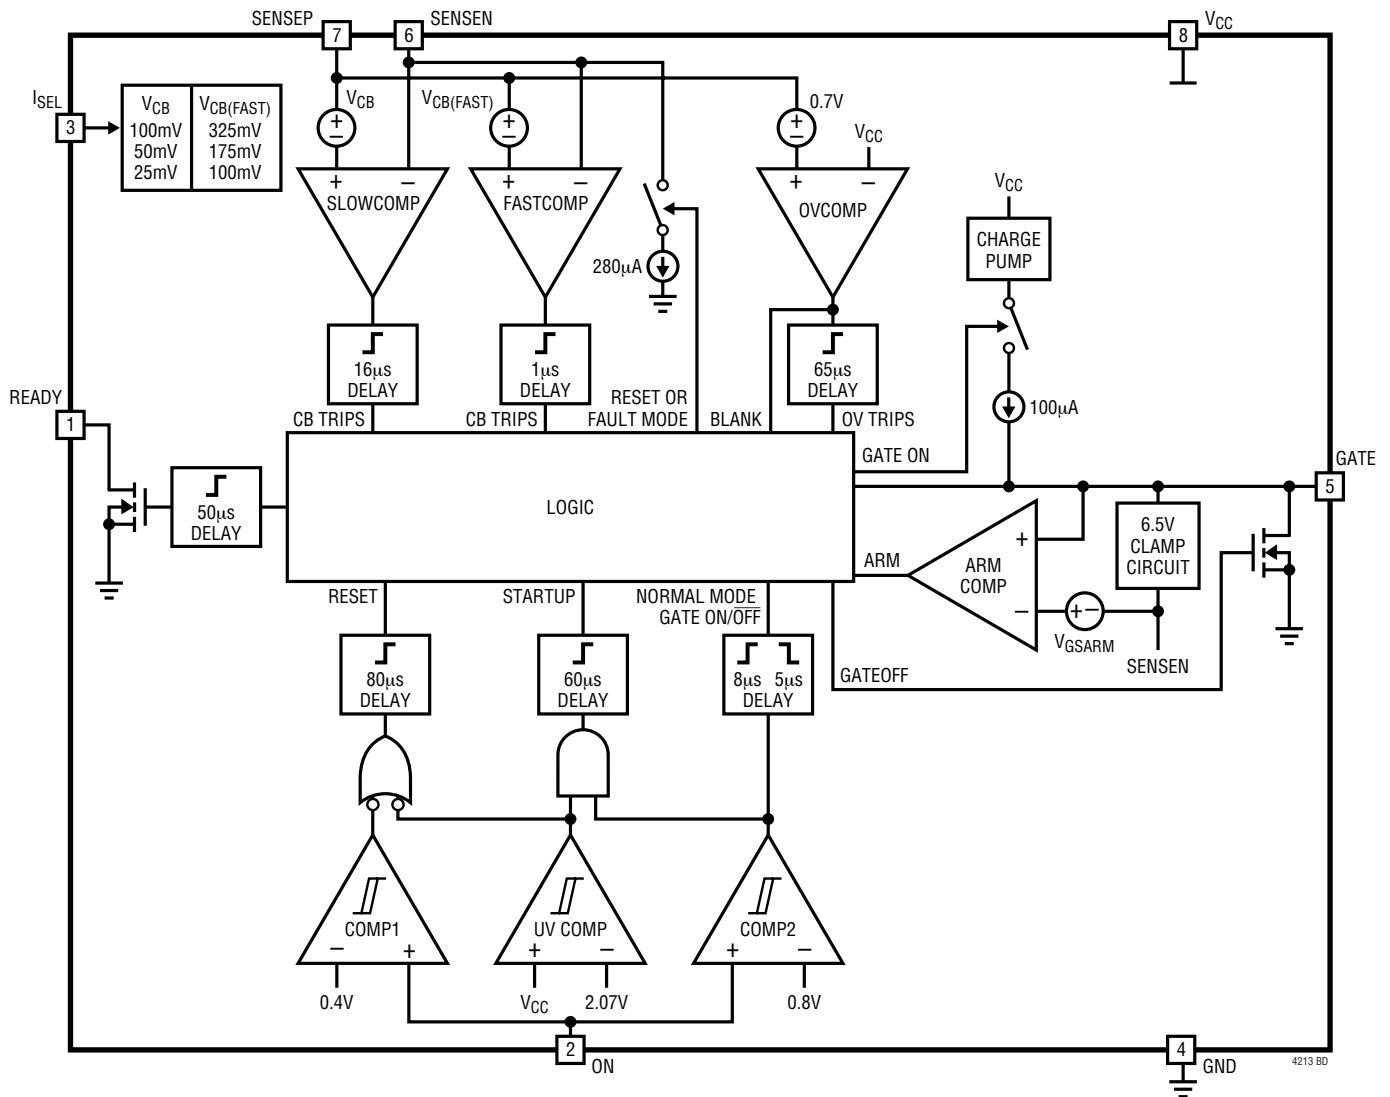 SENSEP
7
6
SENSEN
8
VCC
ISEL
3
VCB VCB(FAST)
100mV 325mV
50mV 175mV
25mV 100mV
VCB
+
−
VCB(FAST)
+
−
0.7V
+
−
VCC
+ −
SLOWCOMP
+ −
FASTCOMP
+ −
OVCOMP
280μA
VCC
CHARGE
PUMP
100μA
16μs
DELAY
1μs
DELAY
65μs
DELAY
CB TRIPS
CB TRIPS
RESET OR
FAULT MODE
BLANK
OV TRIPS
READY
1
50μs
DELAY
LOGIC
GATE ON
GATE
5
ARM
ARM
COMP
+
−
6.5V
CLAMP
CIRCUIT
+ −
VGSARM
SENSEN
GATEOFF
RESET
STARTUP
NORMAL MODE
GATE ON/OFF
80μs
DELAY
60μs
DELAY
8μs 5μs
DELAY
COMP1
− +
UV COMP
+ −
COMP2
+ −
0.4V
VCC
2.07V
0.8V
2
ON
4
GND
4213 BD